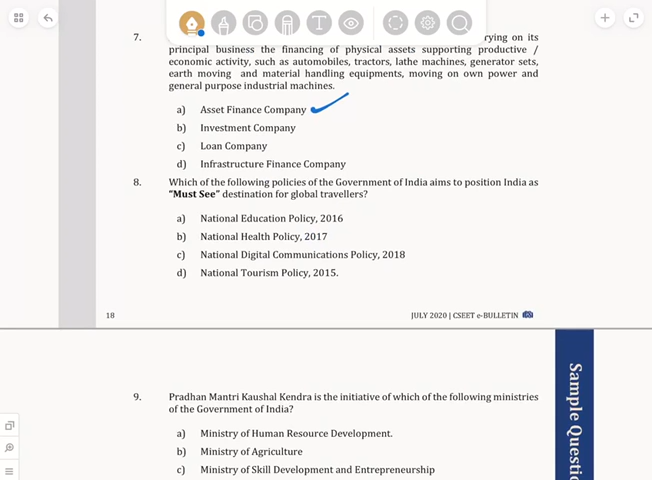 7.
rying on its
principal business the financing of physical assets supporting productive /
economic activity, such as automobiles, tractors, lathe machines, generator sets,
earth moving and material handling equipments, moving on own power and
general purpose industrial machines.
a) Asset Finance Company
b) Investment Company
c) Loan Company
d) Infrastructure Finance Company
8. Which of the following policies of the Government of India aims to position India as
“Must See” destination for global travellers?
a) National Education Policy, 2016
b) National Health Policy, 2017
c) National Digital Communications Policy, 2018
d) National Tourism Policy, 2015.
18 JULY 2020 | CSEET e-BULLETIN
9. Pradhan Mantri Kaushal Kendra is the initiative of which of the following ministries
of the Government of India?
a) Ministry of Human Resource Development.
b) Ministry of Agriculture
c) Ministry of Skill Development and Entrepreneurship
Sample Questio